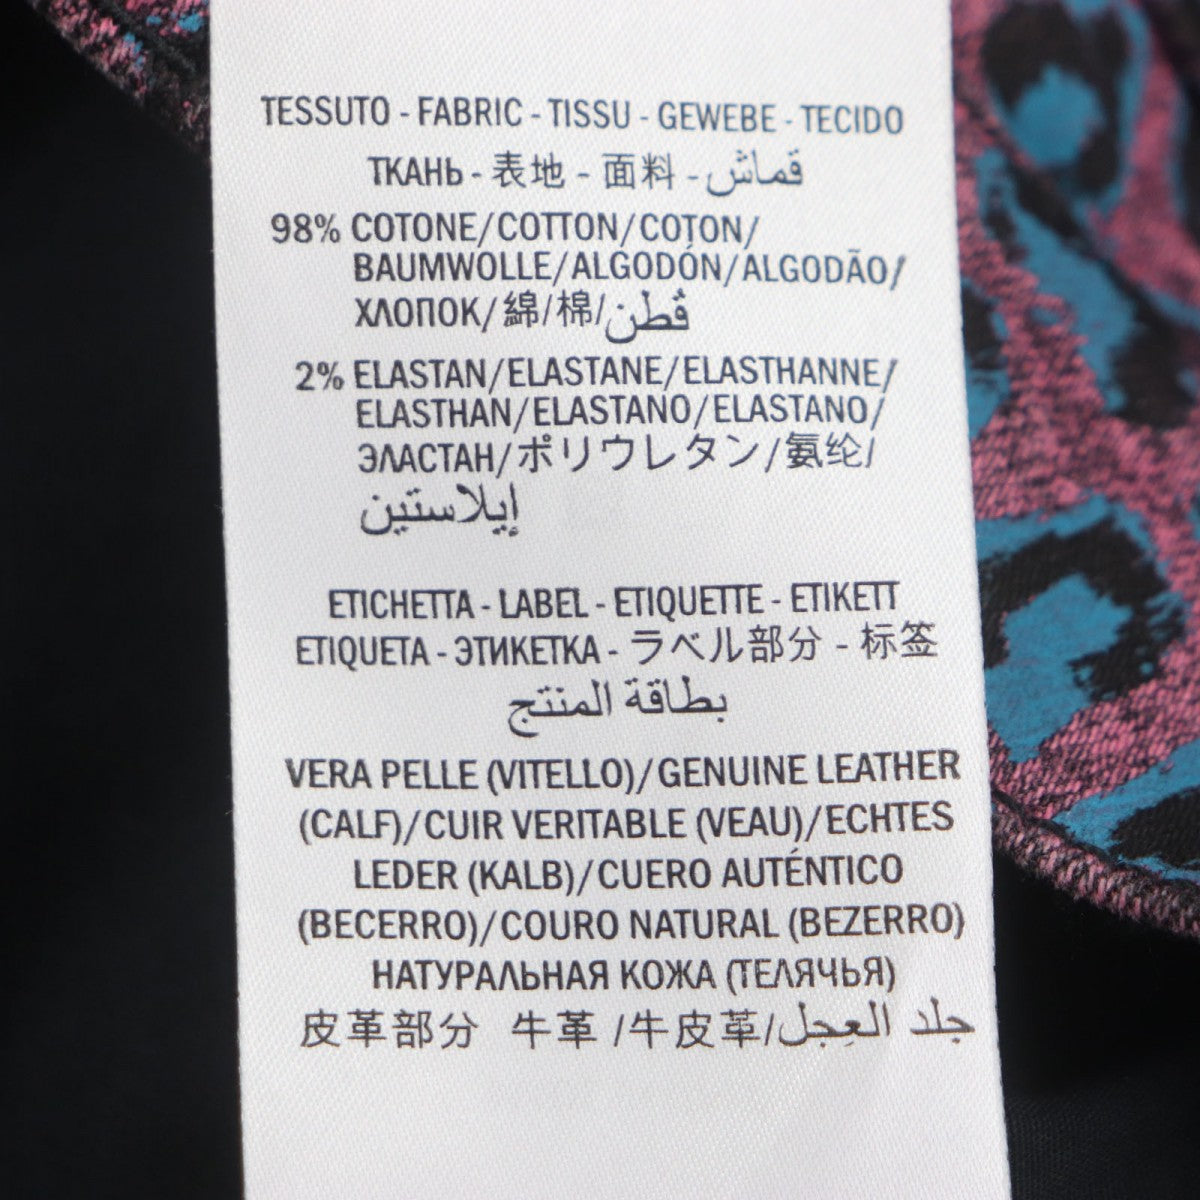 TESSUTO - FABRIC - TISSU - GEWEBE - TECIDO
ТКАНЬ - 表地 - 面料 - قماش
98% COTONE/COTTON/COTON/
BAUMWOLLE/ALGODÓN/ALGODÃO/
ХЛОПОК/綿/棉/قُطن
2% ELASTAN/ELASTANE/ELASTHANNE/
ELASTHAN/ELASTANO/ELASTANO/
ЭЛАСТАН/ポリウレタン/氨纶/
إيلاستين
ETICHETTA - LABEL - ETIQUETTE - ETIKETT
ETIQUETA - ЭТИКЕТКА - ラベル部分 - 标签
بطاقة المنتج
VERA PELLE (VITELLO)/GENUINE LEATHER
(CALF)/CUIR VERITABLE (VEAU)/ECHTES
LEDER (KALB)/CUERO AUTÉNTICO
(BECERRO)/COURO NATURAL (BEZERRO)
НАТУРАЛЬНАЯ КОЖА (ТЕЛЯЧЬЯ)
皮革部分 牛革 /牛皮革/جلد العِجل